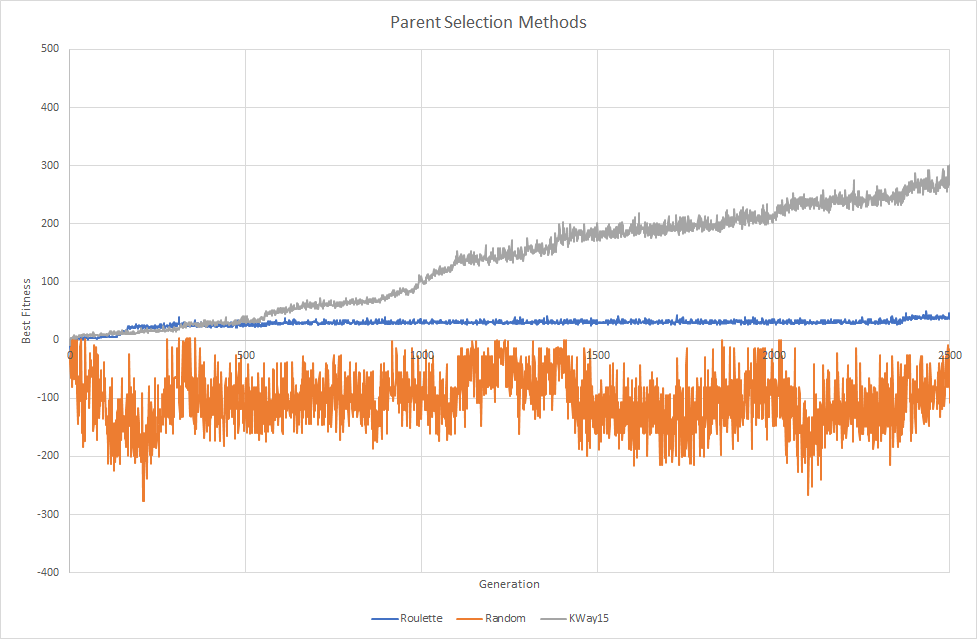 Parent Selection Methods
500
400
300
200
100
0
-100
-200
-300
-400
0 500 1000 1500 2000 2500
Best Fitness
Generation
Roulette Random KWay15